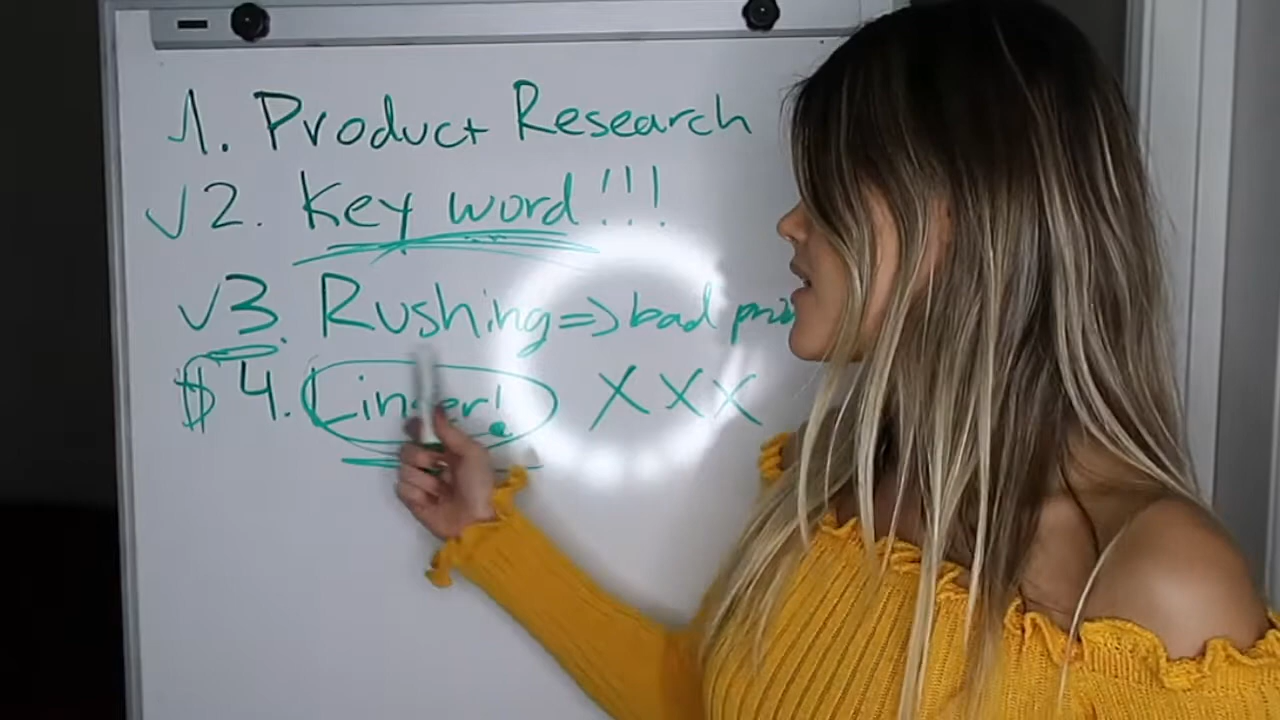 1. Product Research
√2. Key word!!!
√3. Rushing => bad
$ 4. XXX